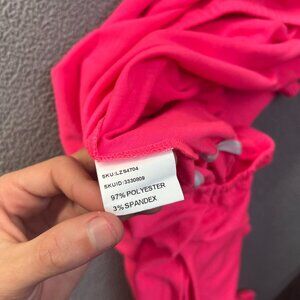 SKU:LZS4704
SKUID:3330809
97% POLYESTER
3% SPANDEX